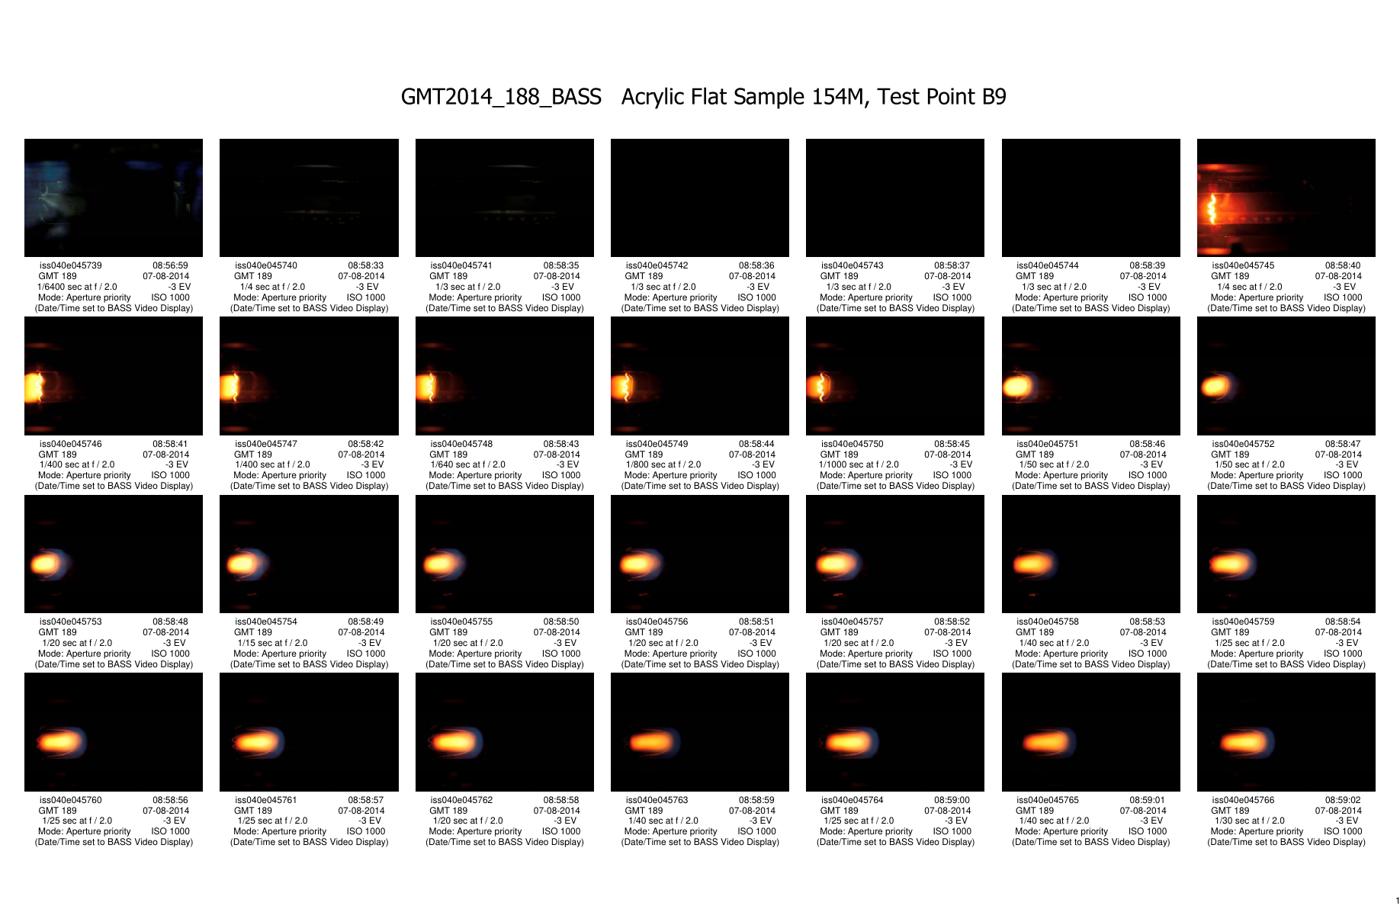 GMT2014_188_BASS Acrylic Flat Sample 154M, Test Point B9
iss040e045739 08:56:59
GMT 189 07-08-2014
1/6400 sec at f / 2.0 -3 EV
Mode: Aperture priority ISO 1000
(Date/Time set to BASS Video Display)
iss040e045740 08:58:33
GMT 189 07-08-2014
1/4 sec at f / 2.0 -3 EV
Mode: Aperture priority ISO 1000
(Date/Time set to BASS Video Display)
iss040e045741 08:58:35
GMT 189 07-08-2014
1/3 sec at f / 2.0 -3 EV
Mode: Aperture priority ISO 1000
(Date/Time set to BASS Video Display)
iss040e045742 08:58:36
GMT 189 07-08-2014
1/3 sec at f / 2.0 -3 EV
Mode: Aperture priority ISO 1000
(Date/Time set to BASS Video Display)
iss040e045743 08:58:37
GMT 189 07-08-2014
1/3 sec at f / 2.0 -3 EV
Mode: Aperture priority ISO 1000
(Date/Time set to BASS Video Display)
iss040e045744 08:58:39
GMT 189 07-08-2014
1/3 sec at f / 2.0 -3 EV
Mode: Aperture priority ISO 1000
(Date/Time set to BASS Video Display)
iss040e045745 08:58:40
GMT 189 07-08-2014
1/4 sec at f / 2.0 -3 EV
Mode: Aperture priority ISO 1000
(Date/Time set to BASS Video Display)
iss040e045746 08:58:41
GMT 189 07-08-2014
1/400 sec at f / 2.0 -3 EV
Mode: Aperture priority ISO 1000
(Date/Time set to BASS Video Display)
iss040e045747 08:58:42
GMT 189 07-08-2014
1/400 sec at f / 2.0 -3 EV
Mode: Aperture priority ISO 1000
(Date/Time set to BASS Video Display)
iss040e045748 08:58:43
GMT 189 07-08-2014
1/640 sec at f / 2.0 -3 EV
Mode: Aperture priority ISO 1000
(Date/Time set to BASS Video Display)
iss040e045749 08:58:44
GMT 189 07-08-2014
1/800 sec at f / 2.0 -3 EV
Mode: Aperture priority ISO 1000
(Date/Time set to BASS Video Display)
iss040e045750 08:58:45
GMT 189 07-08-2014
1/1000 sec at f / 2.0 -3 EV
Mode: Aperture priority ISO 1000
(Date/Time set to BASS Video Display)
iss040e045751 08:58:46
GMT 189 07-08-2014
1/50 sec at f / 2.0 -3 EV
Mode: Aperture priority ISO 1000
(Date/Time set to BASS Video Display)
iss040e045752 08:58:47
GMT 189 07-08-2014
1/50 sec at f / 2.0 -3 EV
Mode: Aperture priority ISO 1000
(Date/Time set to BASS Video Display)
iss040e045753 08:58:48
GMT 189 07-08-2014
1/20 sec at f / 2.0 -3 EV
Mode: Aperture priority ISO 1000
(Date/Time set to BASS Video Display)
iss040e045754 08:58:49
GMT 189 07-08-2014
1/15 sec at f / 2.0 -3 EV
Mode: Aperture priority ISO 1000
(Date/Time set to BASS Video Display)
iss040e045755 08:58:50
GMT 189 07-08-2014
1/20 sec at f / 2.0 -3 EV
Mode: Aperture priority ISO 1000
(Date/Time set to BASS Video Display)
iss040e045756 08:58:51
GMT 189 07-08-2014
1/20 sec at f / 2.0 -3 EV
Mode: Aperture priority ISO 1000
(Date/Time set to BASS Video Display)
iss040e045757 08:58:52
GMT 189 07-08-2014
1/20 sec at f / 2.0 -3 EV
Mode: Aperture priority ISO 1000
(Date/Time set to BASS Video Display)
iss040e045758 08:58:53
GMT 189 07-08-2014
1/40 sec at f / 2.0 -3 EV
Mode: Aperture priority ISO 1000
(Date/Time set to BASS Video Display)
iss040e045759 08:58:54
GMT 189 07-08-2014
1/25 sec at f / 2.0 -3 EV
Mode: Aperture priority ISO 1000
(Date/Time set to BASS Video Display)
iss040e045760 08:58:56
GMT 189 07-08-2014
1/25 sec at f / 2.0 -3 EV
Mode: Aperture priority ISO 1000
(Date/Time set to BASS Video Display)
iss040e045761 08:58:57
GMT 189 07-08-2014
1/25 sec at f / 2.0 -3 EV
Mode: Aperture priority ISO 1000
(Date/Time set to BASS Video Display)
iss040e045762 08:58:58
GMT 189 07-08-2014
1/20 sec at f / 2.0 -3 EV
Mode: Aperture priority ISO 1000
(Date/Time set to BASS Video Display)
iss040e045763 08:58:59
GMT 189 07-08-2014
1/40 sec at f / 2.0 -3 EV
Mode: Aperture priority ISO 1000
(Date/Time set to BASS Video Display)
iss040e045764 08:59:00
GMT 189 07-08-2014
1/25 sec at f / 2.0 -3 EV
Mode: Aperture priority ISO 1000
(Date/Time set to BASS Video Display)
iss040e045765 08:59:01
GMT 189 07-08-2014
1/40 sec at f / 2.0 -3 EV
Mode: Aperture priority ISO 1000
(Date/Time set to BASS Video Display)
iss040e045766 08:59:02
GMT 189 07-08-2014
1/30 sec at f / 2.0 -3 EV
Mode: Aperture priority ISO 1000
(Date/Time set to BASS Video Display)